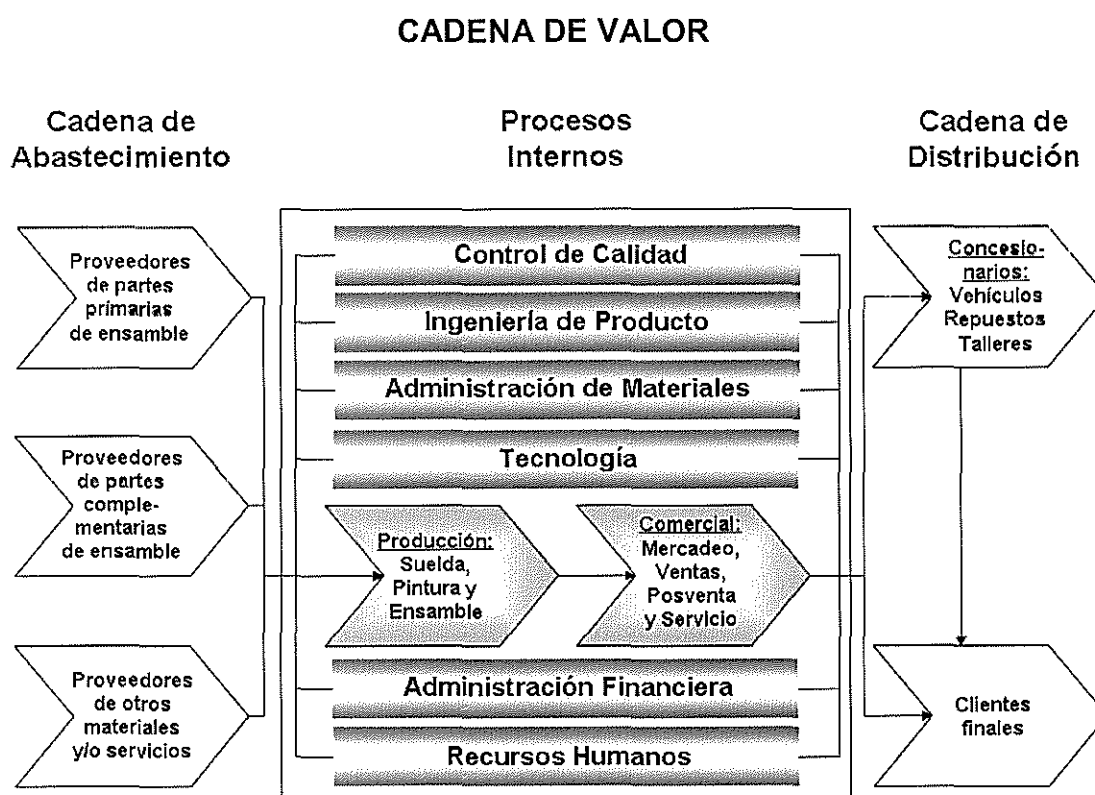 CADENA DE VALOR
Cadena de
Abastecimiento
Procesos
Internos
Cadena de
Distribución
Proveedores
de partes
primarias
de ensamble
Proveedores
de partes
comple-
mentarias
de ensamble
Proveedores
de otros
materiales
y/o servicios
Control de Calidad
Ingeniería de Producto
Administración de Materiales
Tecnología
Producción:
Suelda,
Pintura y
Ensamble
Comercial:
Mercadeo,
Ventas,
Posventa
y Servicio
Administración Financiera
Recursos Humanos
Concesio-
narios:
Vehículos
Repuestos
Talleres
Clientes
finales